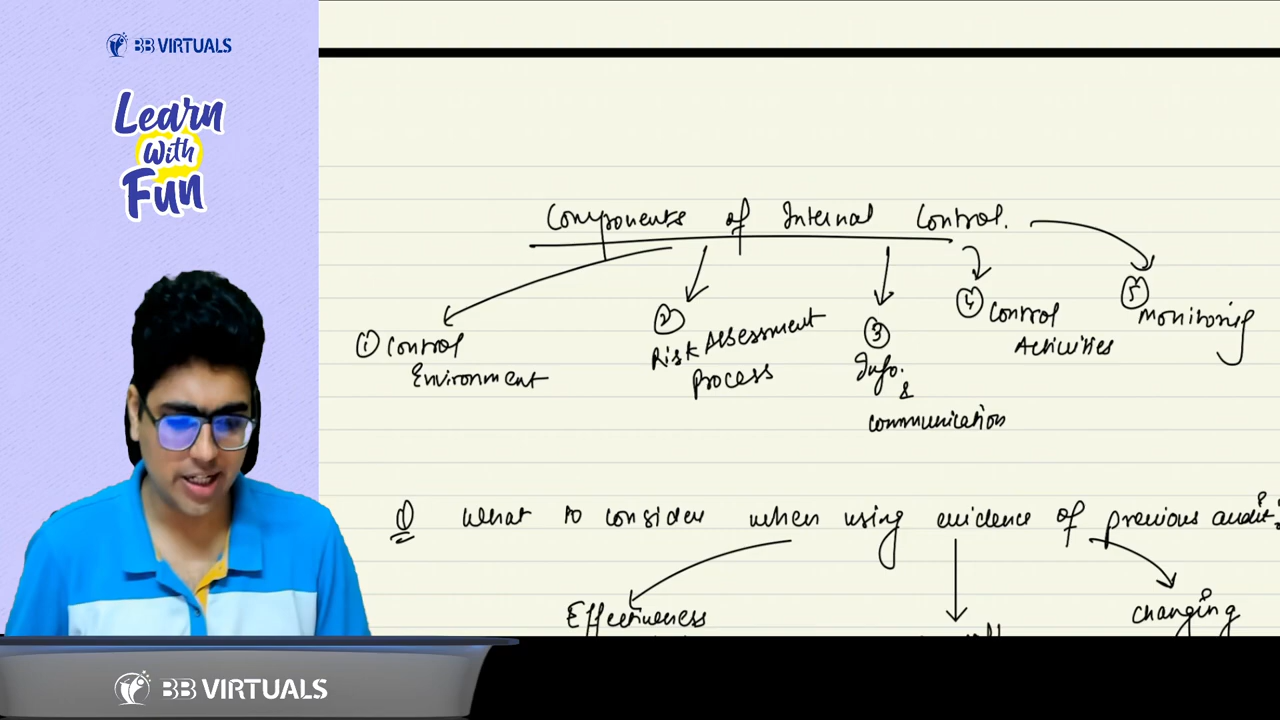 BB VIRTUALS
Learn
With
Fun
Components of Internal Control.
① Control
Environment
②
Risk Assessment
Process
③
Info.
&
communication
④ Control
Activities
⑤
Monitoring
Q What to consider when using evidence of previous audit?
Effectiveness
changing
BB VIRTUALS